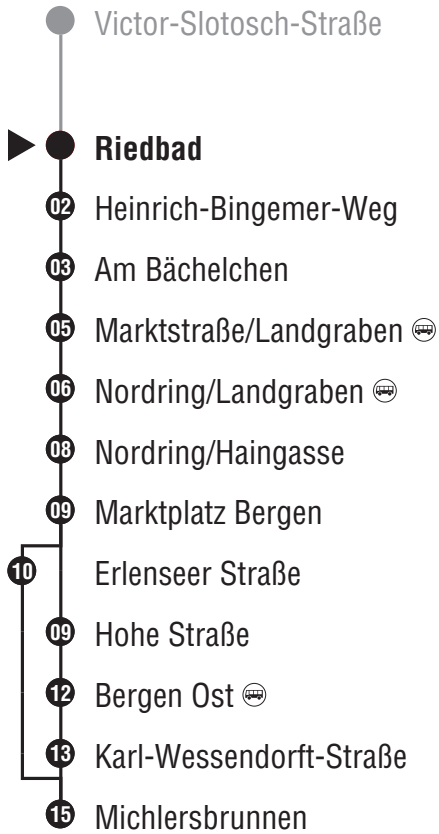 Victor-Slotosch-Straße
Riedbad
02 Heinrich-Bingemer-Weg
03 Am Bächelchen
05 Marktstraße/Landgraben
06 Nordring/Landgraben
08 Nordring/Haingasse
09 Marktplatz Bergen
10 Erlenseer Straße
09 Hohe Straße
12 Bergen Ost
13 Karl-Wessendorft-Straße
15 Michlersbrunnen